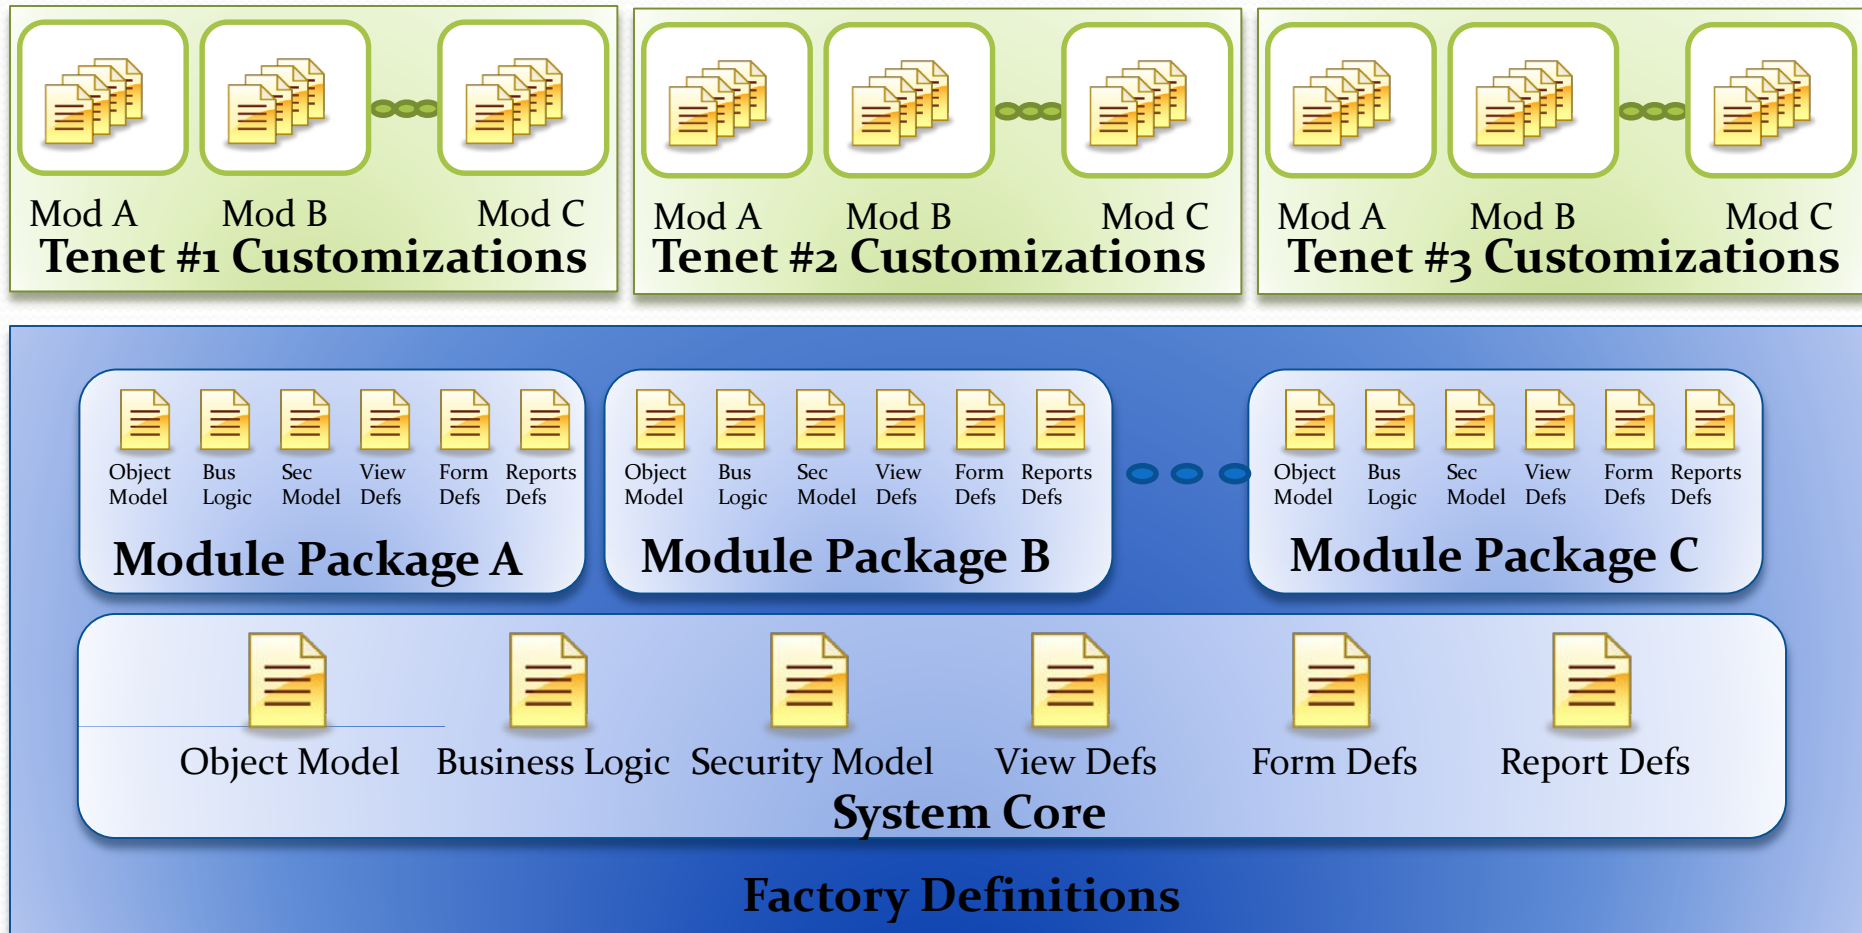 Mod A Mod B Mod C
Tenet #1 Customizations
Mod A Mod B Mod C
Tenet #2 Customizations
Mod A Mod B Mod C
Tenet #3 Customizations
Object Bus Sec View Form Reports
Model Logic Model Defs Defs Defs
Module Package A
Object Bus Sec View Form Reports
Model Logic Model Defs Defs Defs
Module Package B
Object Bus Sec View Form Reports
Model Logic Model Defs Defs Defs
Module Package C
Object Model Business Logic Security Model View Defs Form Defs Report Defs
System Core
Factory Definitions